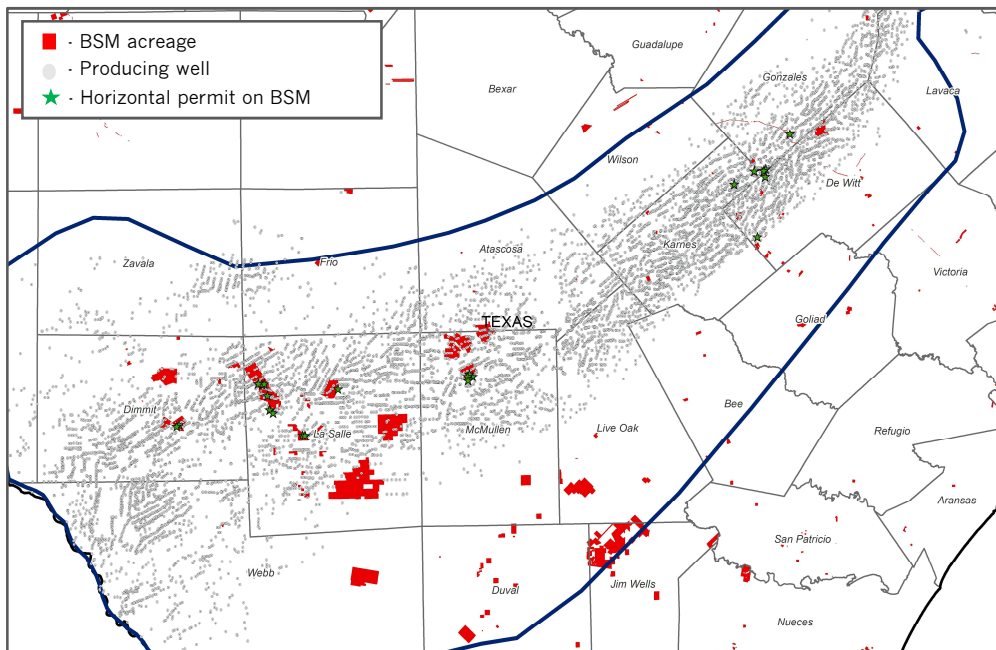 - BSM acreage
- Producing well
- Horizontal permit on BSM
Guadalupe
Bexar
Gonzales
Lavaca
Wilson
De Witt
Karnes
Atascosa
Zavala
Frio
Victoria
TEXAS
Goliad
Dimmit
La Salle
McMullen
Live Oak
Bee
Refugio
Aransas
San Patricio
Webb
Duval
Jim Wells
Nueces